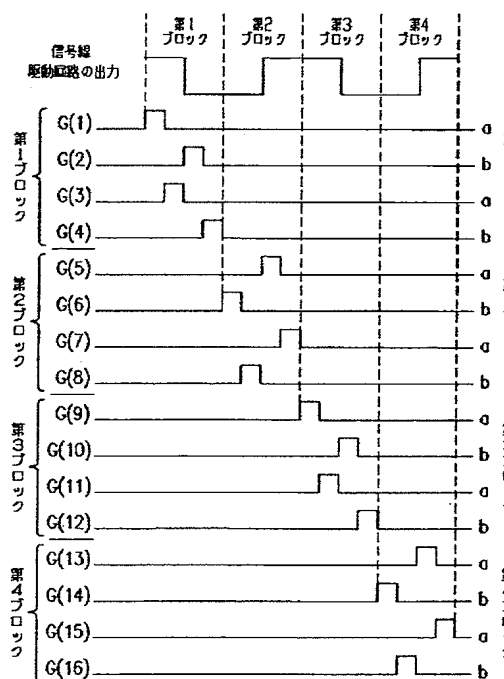 第1
ブロック
第2
ブロック
第3
ブロック
第4
ブロック
信号線
駆動回路の出力
第1ブロック
G(1)
a
G(2)
b
G(3)
a
G(4)
b
第2ブロック
G(5)
a
G(6)
b
G(7)
a
G(8)
b
第3ブロック
G(9)
a
G(10)
b
G(11)
a
G(12)
b
第4ブロック
G(13)
a
G(14)
b
G(15)
a
G(16)
b